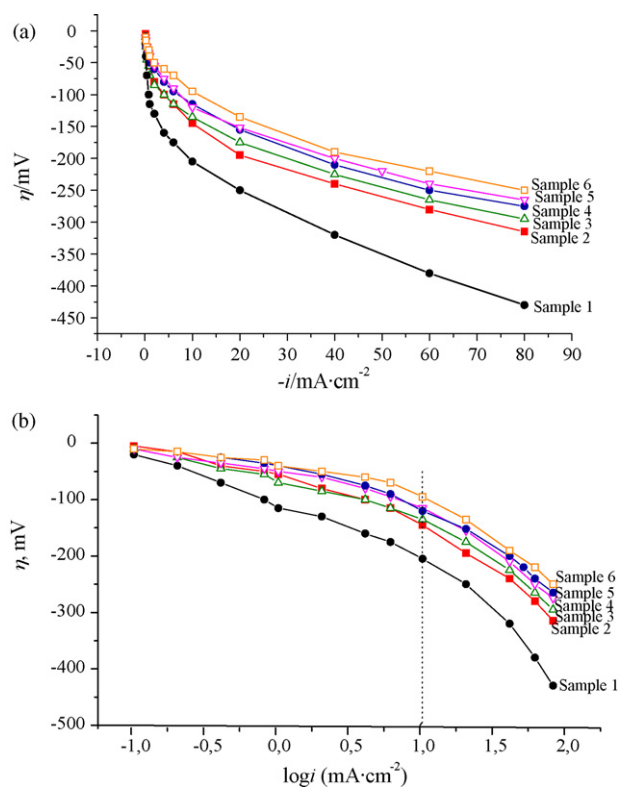 (a)
0
-50
-100
-150
-200
-250
-300
-350
-400
-450
η/mV
Sample 6
Sample 5
Sample 4
Sample 3
Sample 2
Sample 1
-10 0 10 20 30 40 50 60 70 80 90
-i/mA·cm-2
(b)
0
-100
-200
-300
-400
-500
η, mV
Sample 6
Sample 5
Sample 4
Sample 3
Sample 2
Sample 1
-1,0 -0,5 0,0 0,5 1,0 1,5 2,0
logi (mA·cm-2)